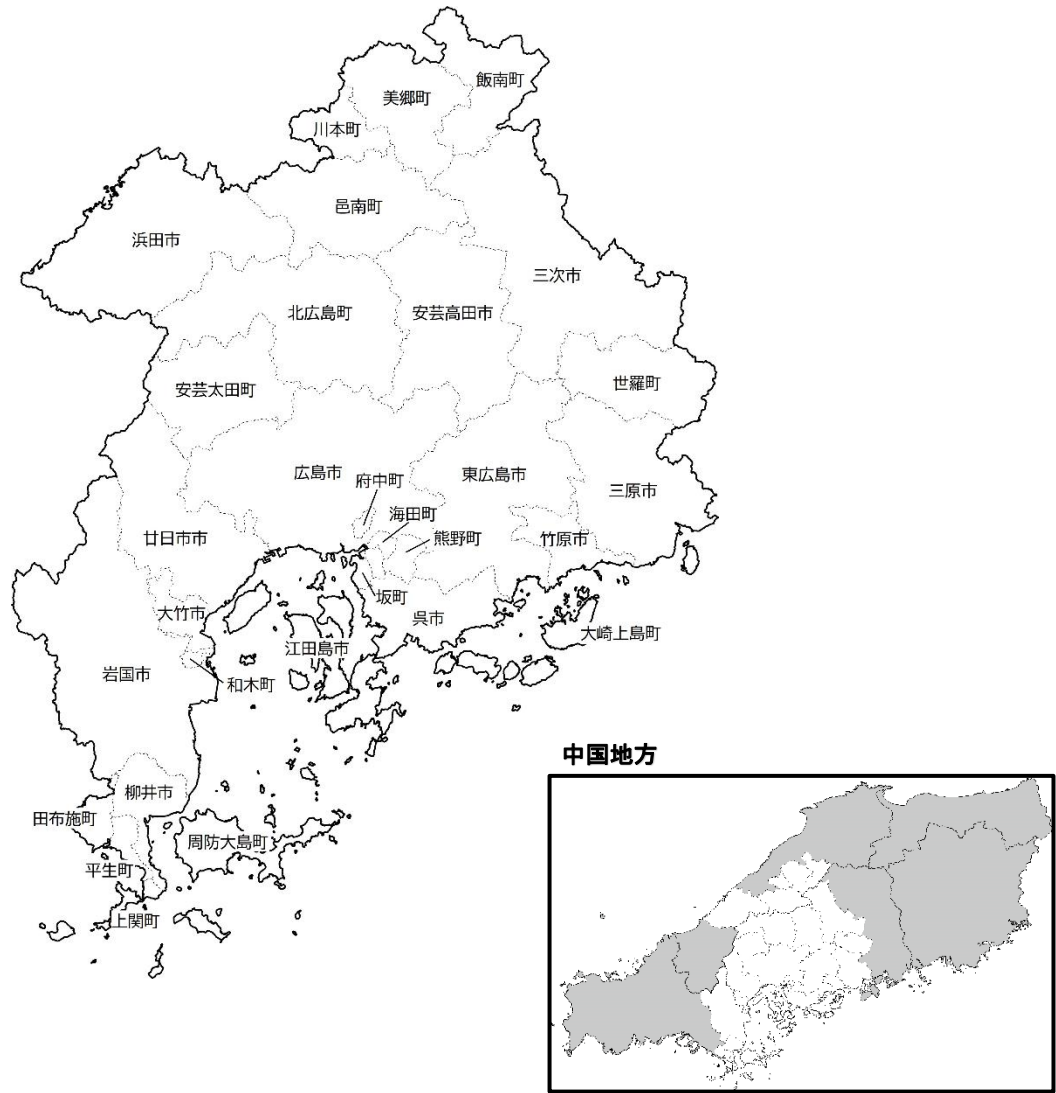 飯南町
美郷町
川本町
邑南町
浜田市
三次市
北広島町
安芸高田市
世羅町
安芸太田町
広島市
府中町
東広島市
三原市
海田町
熊野町
竹原市
廿日市市
坂町
大竹市
呉市
大崎上島町
江田島市
岩国市
和木町
中国地方
柳井市
田布施町
周防大島町
平生町
上関町